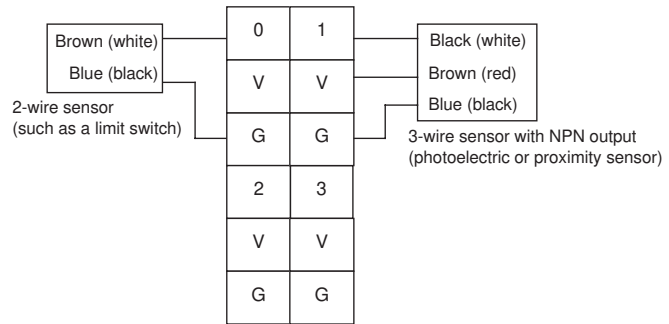 Brown (white)
Blue (black)
2-wire sensor
(such as a limit switch)
0 1
V V
G G
2 3
V V
G G
Black (white)
Brown (red)
Blue (black)
3-wire sensor with NPN output
(photoelectric or proximity sensor)